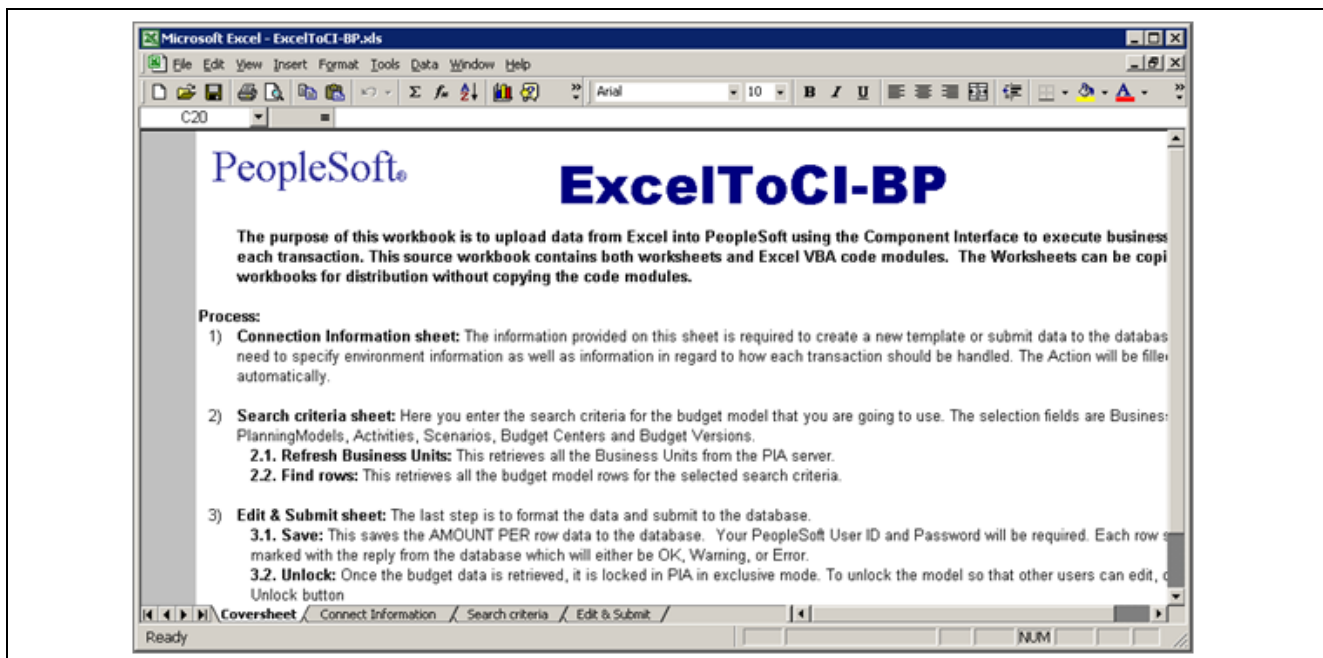 Microsoft Excel - ExcelToCI-BP.xls
File Edit View Insert Format Tools Data Window Help
Arial 10 B I U A
C20 =
PeopleSoft®
ExcelToCI-BP
The purpose of this workbook is to upload data from Excel into PeopleSoft using the Component Interface to execute business
each transaction. This source workbook contains both worksheets and Excel VBA code modules. The Worksheets can be copi
workbooks for distribution without copying the code modules.
Process:
1) Connection Information sheet: The information provided on this sheet is required to create a new template or submit data to the databas
need to specify environment information as well as information in regard to how each transaction should be handled. The Action will be fille
automatically.
2) Search criteria sheet: Here you enter the search criteria for the budget model that you are going to use. The selection fields are Busines
PlanningModels, Activities, Scenarios, Budget Centers and Budget Versions.
2.1. Refresh Business Units: This retrieves all the Business Units from the PIA server.
2.2. Find rows: This retrieves all the budget model rows for the selected search criteria.
3) Edit & Submit sheet: The last step is to format the data and submit to the database.
3.1. Save: This saves the AMOUNT PER row data to the database. Your PeopleSoft User ID and Password will be required. Each row s
marked with the reply from the database which will either be OK, Warning, or Error.
3.2. Unlock: Once the budget data is retrieved, it is locked in PIA in exclusive mode. To unlock the model so that other users can edit, c
Unlock button
Coversheet / Connect Information / Search criteria / Edit & Submit /
Ready NUM